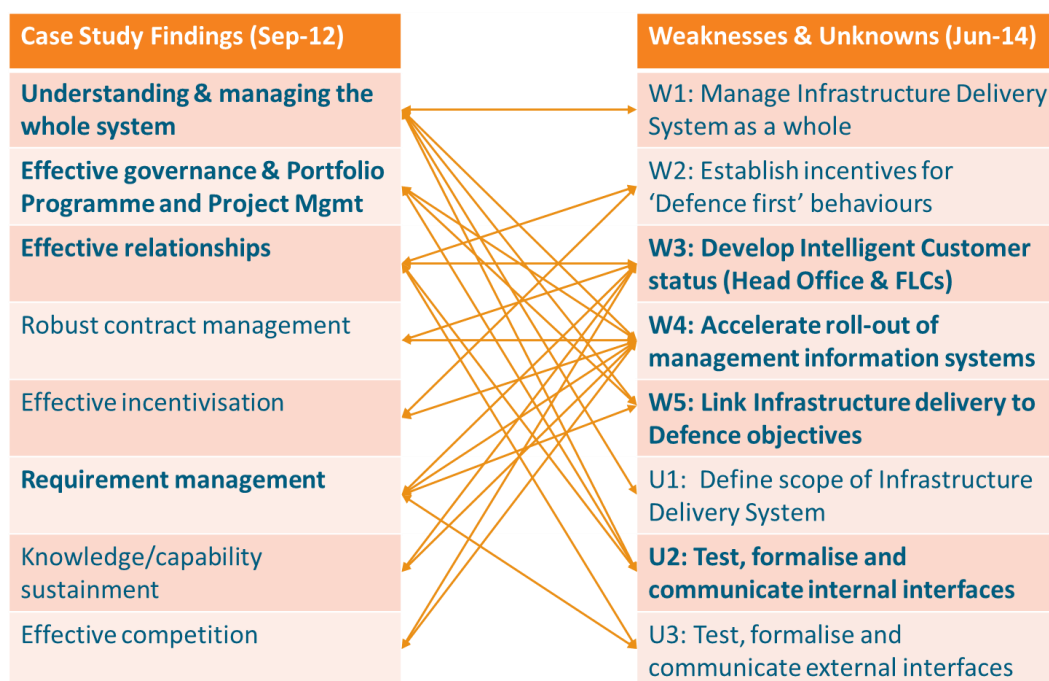 Case Study Findings (Sep-12)
Understanding & managing the
whole system
Effective governance & Portfolio
Programme and Project Mgmt
Effective relationships
Robust contract management
Effective incentivisation
Requirement management
Knowledge/capability
sustainment
Effective competition
Weaknesses & Unknowns (Jun-14)
W1: Manage Infrastructure Delivery
System as a whole
W2: Establish incentives for
‘Defence first’ behaviours
W3: Develop Intelligent Customer
status (Head Office & FLCs)
W4: Accelerate roll-out of
management information systems
W5: Link Infrastructure delivery to
Defence objectives
U1:  Define scope of Infrastructure
Delivery System
U2: Test, formalise and
communicate internal interfaces
U3: Test, formalise and
communicate external interfaces